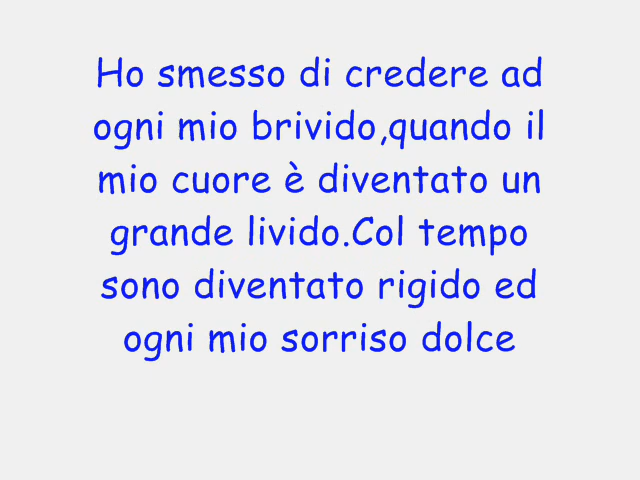 Ho smesso di credere ad
ogni mio brivido,quando il
mio cuore è diventato un
grande livido.Col tempo
sono diventato rigido ed
ogni mio sorriso dolce